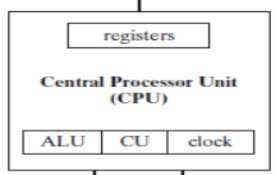 registers
Central Processor Unit
(CPU)
ALU CU clock